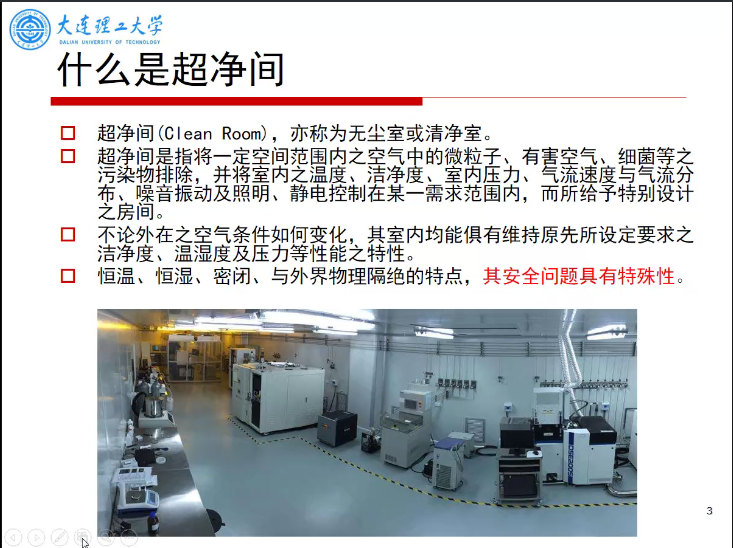 大连理工大学
DALIAN UNIVERSITY OF TECHNOLOGY
什么是超净间
超净间(Clean Room)，亦称为无尘室或清净室。
超净间是指将一定空间范围内之空气中的微粒子、有害空气、细菌等之
污染物排除，并将室内之温度、洁净度、室内压力、气流速度与气流分
布、噪音振动及照明、静电控制在某一需求范围内，而所给予特别设计
之房间。
不论外在之空气条件如何变化，其室内均能俱有维持原先所设定要求之
洁净度、温湿度及压力等性能之特性。
恒温、恒湿、密闭、与外界物理隔绝的特点，其安全问题具有特殊性。
3